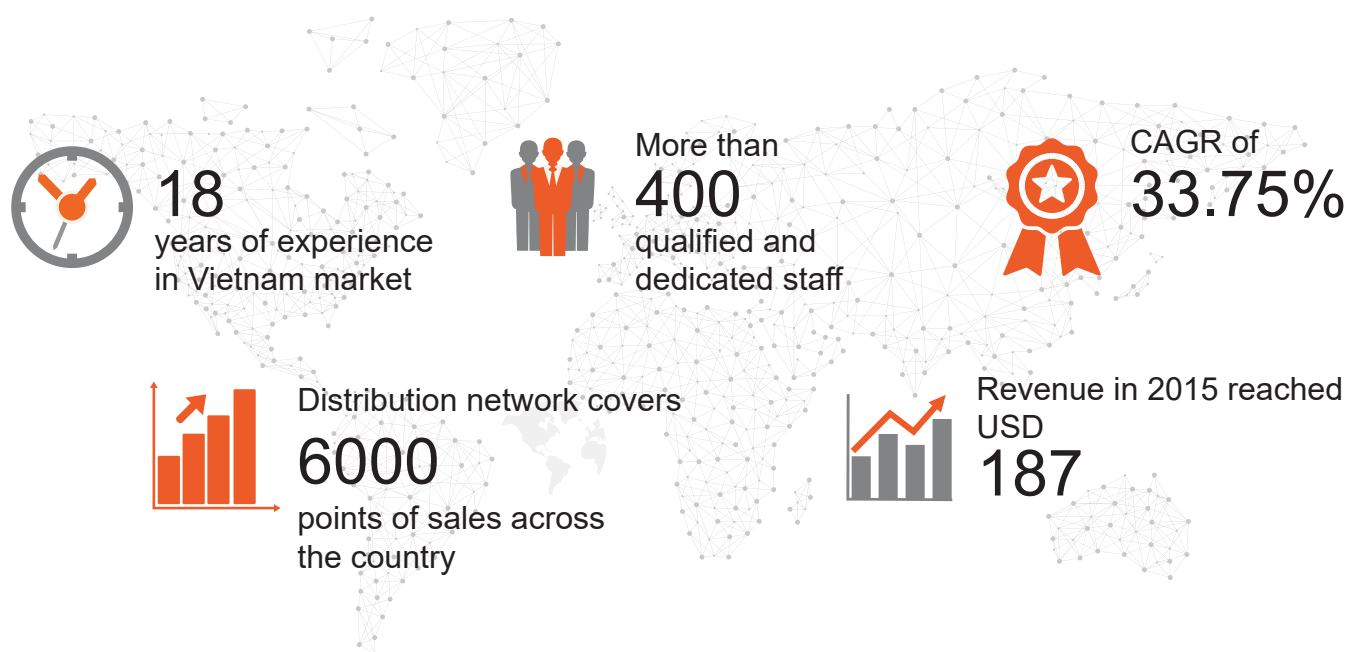 18
years of experience
in Vietnam market
More than
400
qualified and
dedicated staff
CAGR of
33.75%
Distribution network covers
6000
points of sales across
the country
Revenue in 2015 reached
USD
187